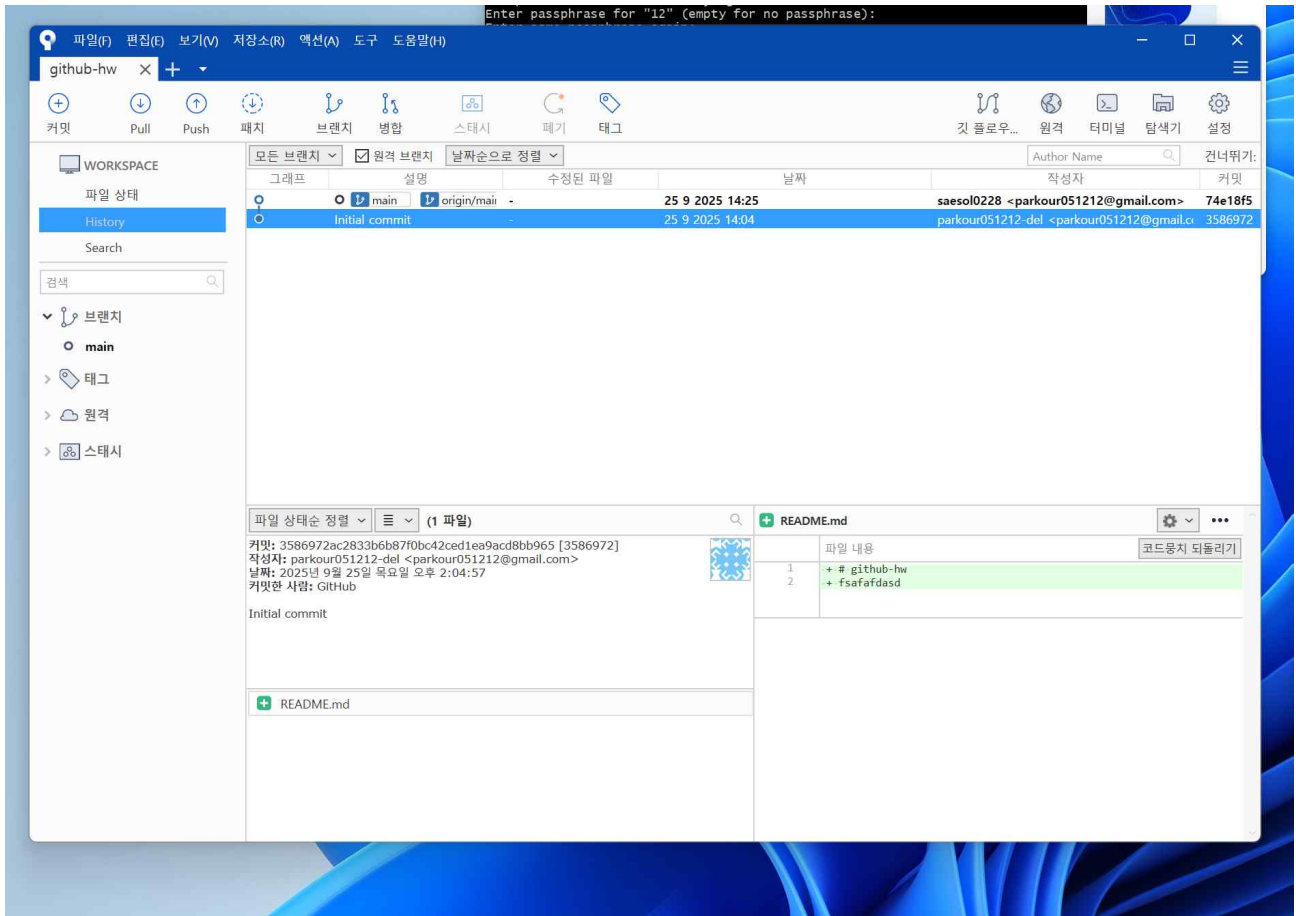 Enter passphrase for "12" (empty for no passphrase):
파일(F) 편집(E) 보기(V) 저장소(R) 액션(A) 도구 도움말(H)
github-hw
커밋 Pull Push 패치 브랜치 병합 스태시 폐기 태그 깃 플로우... 원격 터미널 탐색기 설정
WORKSPACE
파일 상태
History
Search
검색
브랜치
main
태그
원격
스태시
모든 브랜치 원격 브랜치 날짜순으로 정렬 Author Name 건너뛰기:
그래프 설명 수정된 파일 날짜 작성자 커밋
main origin/mai - 25 9 2025 14:25 saesol0228 <parkour051212@gmail.com> 74e18f5
Initial commit - 25 9 2025 14:04 parkour051212-del <parkour051212@gmail.c 3586972
파일 상태순 정렬 (1 파일)
커밋: 3586972ac2833b6b87f0bc42ced1ea9acd8bb965 [3586972]
작성자: parkour051212-del <parkour051212@gmail.com>
날짜: 2025년 9월 25일 목요일 오후 2:04:57
커밋한 사람: GitHub
Initial commit
README.md
README.md
파일 내용 코드뭉치 되돌리기
1 + # github-hw
2 + fsafafdasd